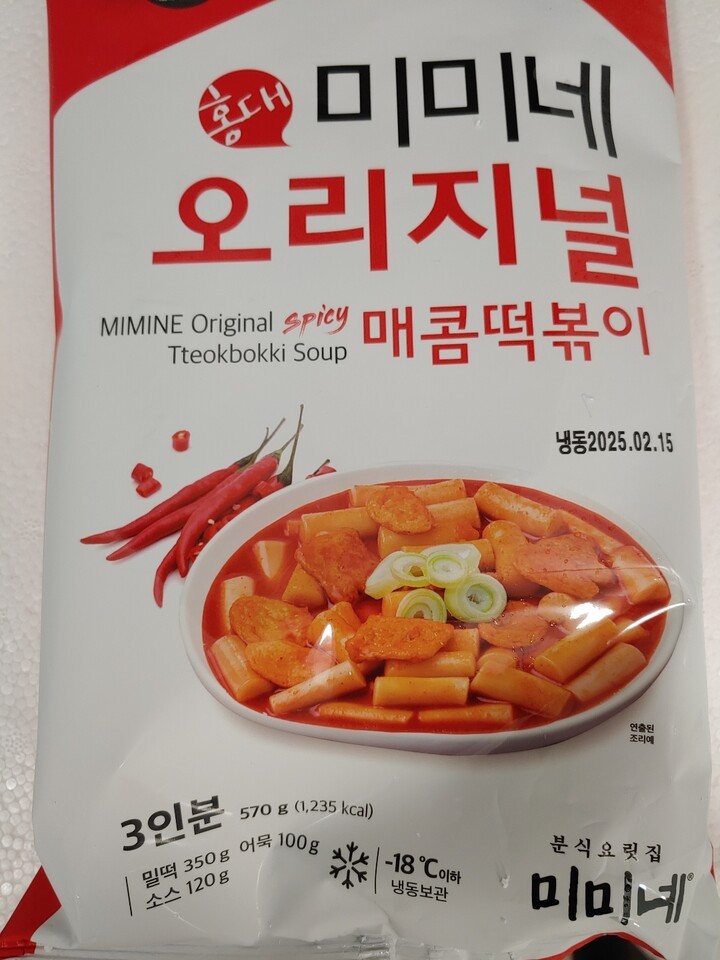 홍대 미미네
오리지널
MIMINE Original spicy
Tteokbokki Soup
매콤떡볶이
냉동2025.02.15
연출된
조리예
3인분 570 g (1,235 kcal)
밀떡 350 g 어묵 100 g
소스 120 g
-18 ℃이하
냉동보관
분식요릿집
미미네®